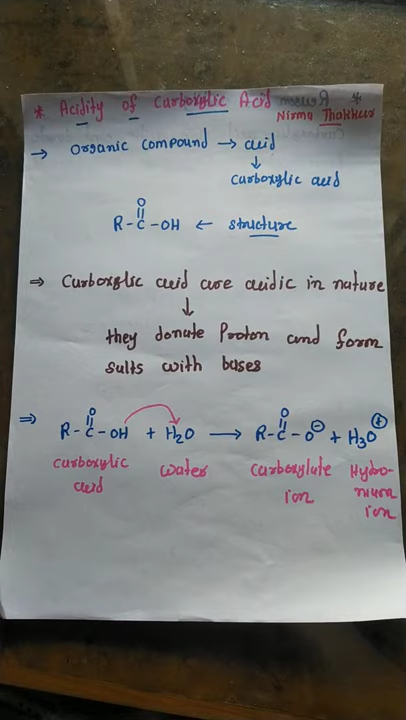 * Acidity of Carboxylic Acid *
Nirma Thakkur
→ Organic compound → acid
↓
carboxylic acid
O
||
R-C-OH ← structure
⇒ Carboxylic acid are acidic in nature
↓
they donate Proton and form
salts with bases
O O
|| ||
⇒ R-C-OH + H₂O → R-C-O⊖ + H₃O⊕
carboxylic water carboxylate Hydro-
acid ion nium
ion